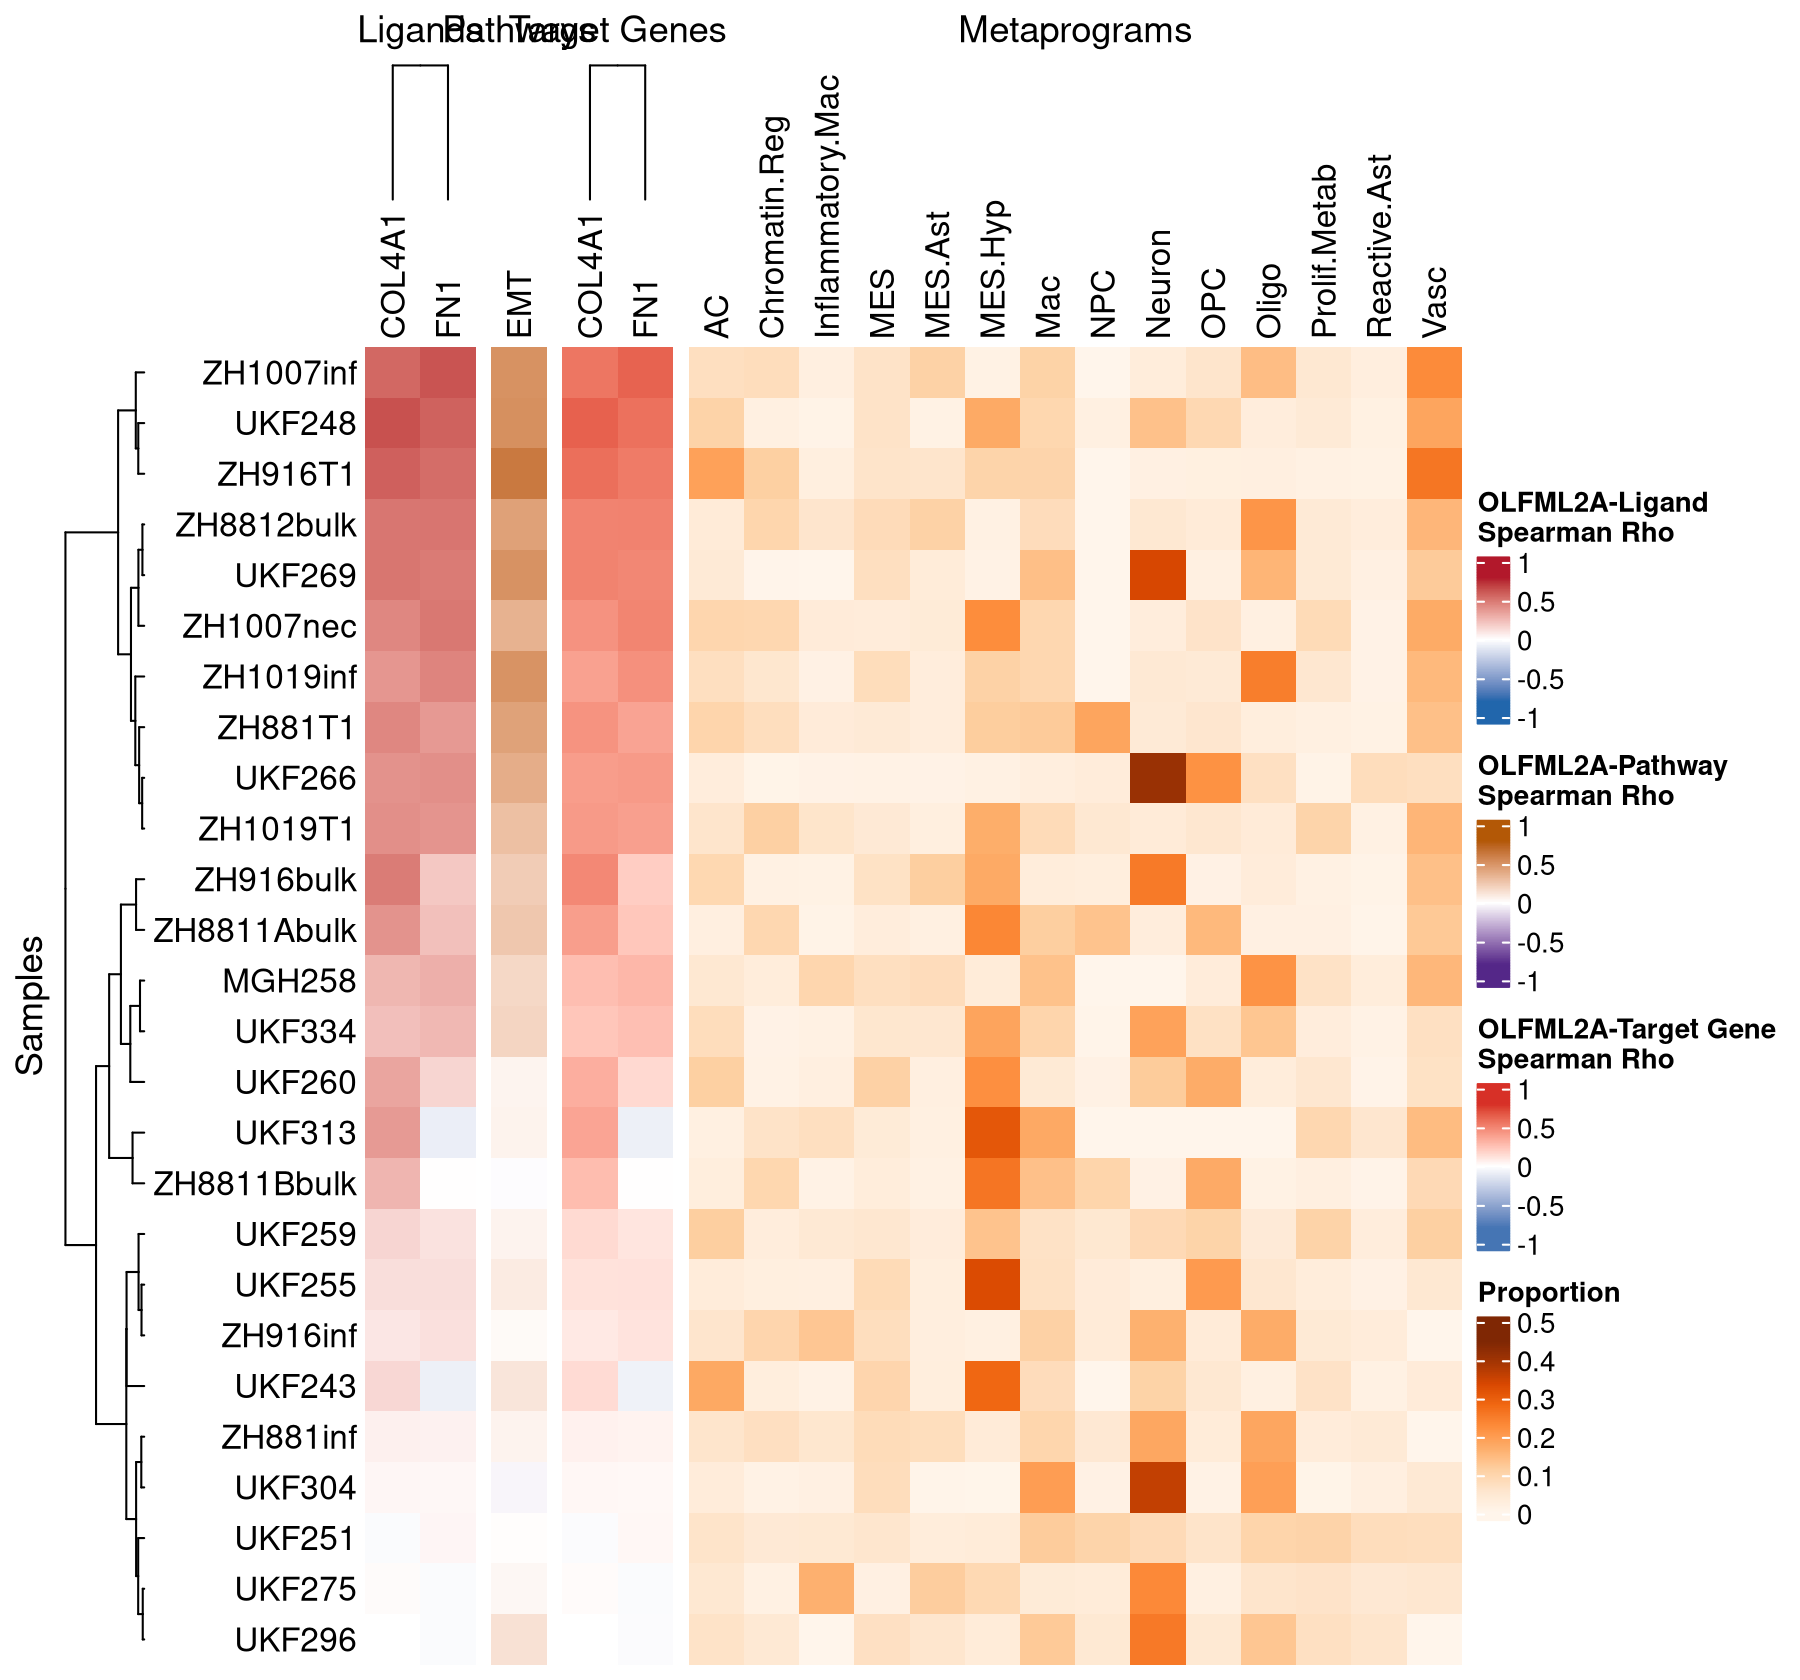 Ligands Pathways Target Genes Metaprograms
COL4A1
FN1
EMT
COL4A1
FN1
AC
Chromatin.Reg
Inflammatory.Mac
MES
MES.Ast
MES.Hyp
Mac
NPC
Neuron
OPC
Oligo
Prolif.Metab
Reactive.Ast
Vasc
Samples
ZH1007inf
UKF248
ZH916T1
ZH8812bulk
UKF269
ZH1007nec
ZH1019inf
ZH881T1
UKF266
ZH1019T1
ZH916bulk
ZH8811Abulk
MGH258
UKF334
UKF260
UKF313
ZH8811Bbulk
UKF259
UKF255
ZH916inf
UKF243
ZH881inf
UKF304
UKF251
UKF275
UKF296
OLFML2A-Ligand
Spearman Rho
1
0.5
0
-0.5
-1
OLFML2A-Pathway
Spearman Rho
1
0.5
0
-0.5
-1
OLFML2A-Target Gene
Spearman Rho
1
0.5
0
-0.5
-1
Proportion
0.5
0.4
0.3
0.2
0.1
0